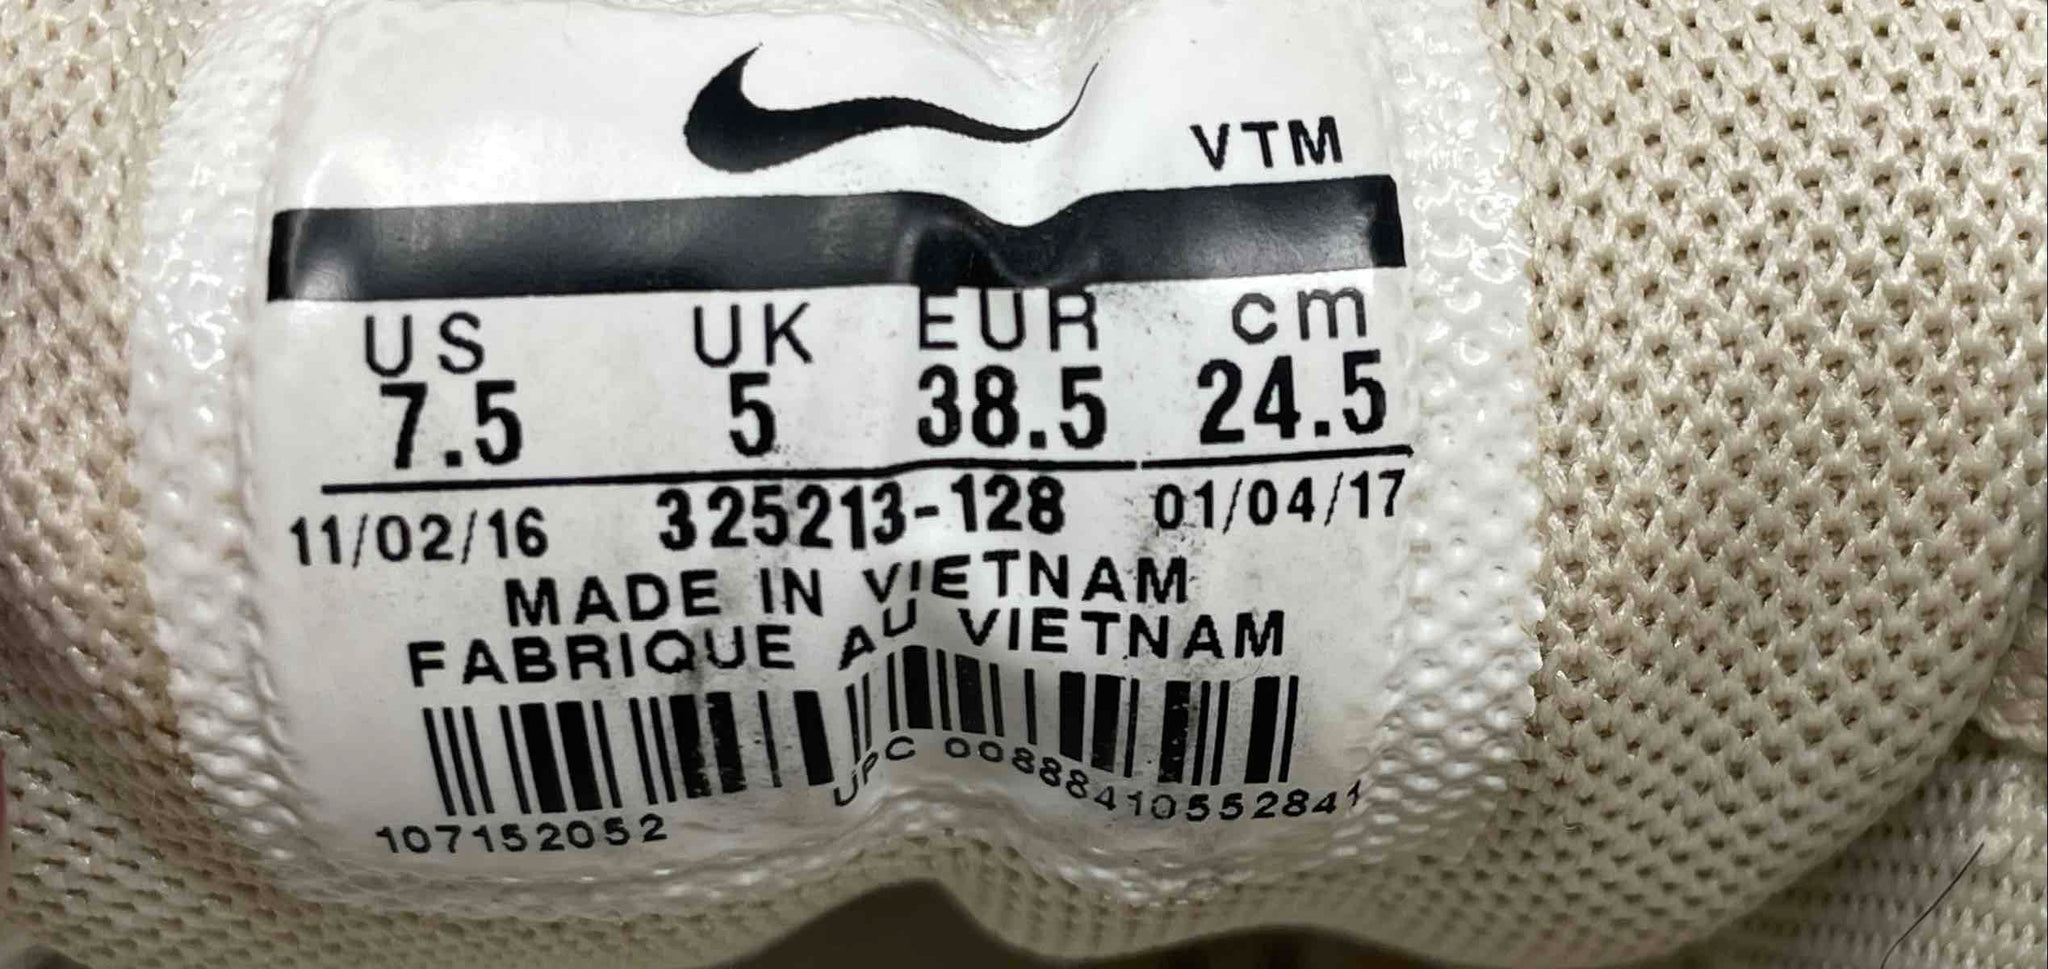 VTM
US UK EUR cm
7.5 5 38.5 24.5
11/02/16 325213-128 01/04/17
MADE IN VIETNAM
FABRIQUE AU VIETNAM
UPC 00888410552841
107152052